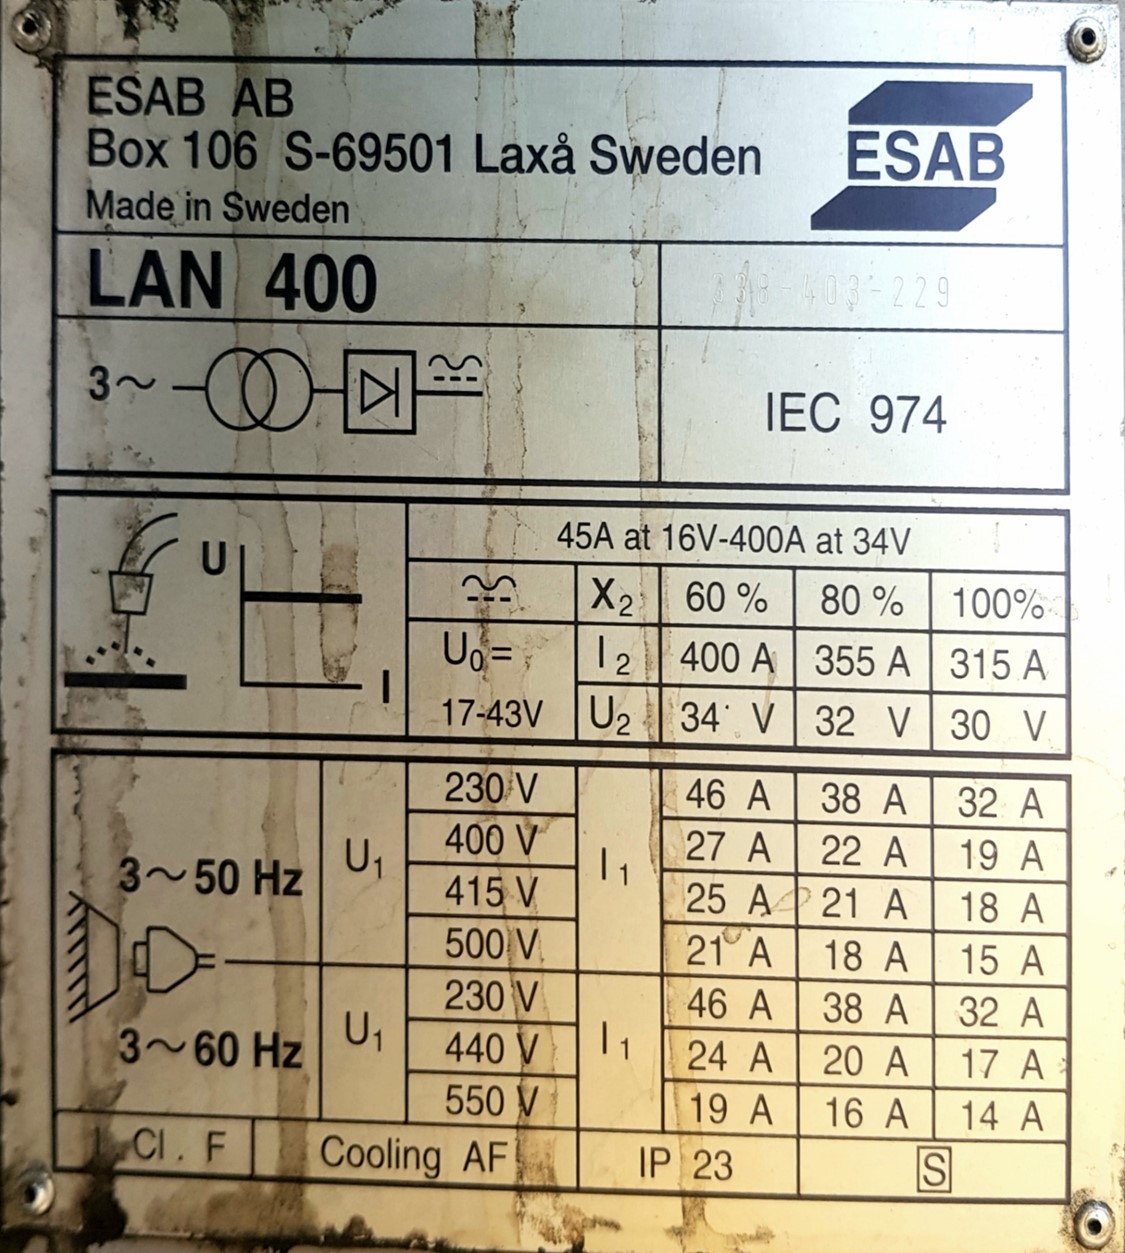 ESAB AB
Box 106 S-69501 Laxå Sweden
Made in Sweden
ESAB
LAN 400
-403-229
3~
IEC 974
U
I
45A at 16V-400A at 34V
X₂ 60 % 80 % 100%
U₀= I₂ 400 A 355 A 315 A
17-43V U₂ 34 V 32 V 30 V
3~50 Hz U₁ I₁
230 V 46 A 38 A 32 A
400 V 27 A 22 A 19 A
415 V 25 A 21 A 18 A
500 V 21 A 18 A 15 A
3~60 Hz U₁ I₁
230 V 46 A 38 A 32 A
440 V 24 A 20 A 17 A
550 V 19 A 16 A 14 A
I. Cl. F Cooling AF IP 23 S